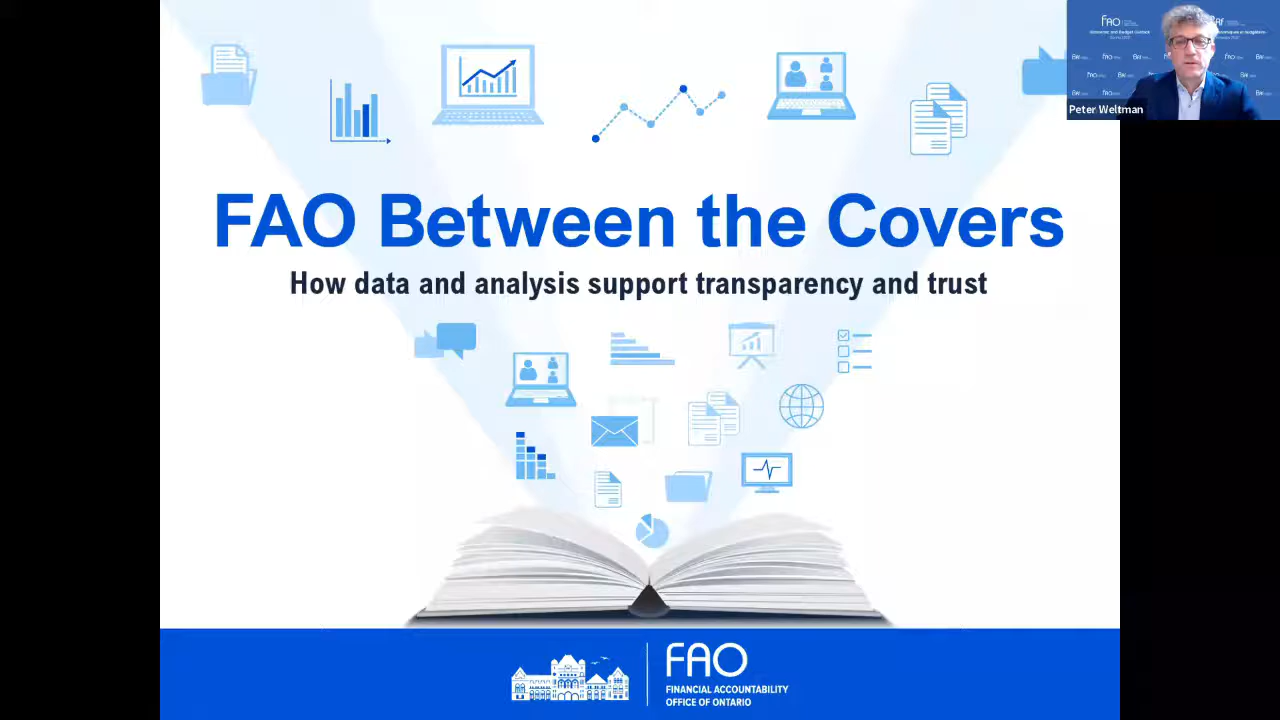 FAO Between the Covers
How data and analysis support transparency and trust
FAO
FINANCIAL ACCOUNTABILITY
OFFICE OF ONTARIO
FAO
Peter Weltman